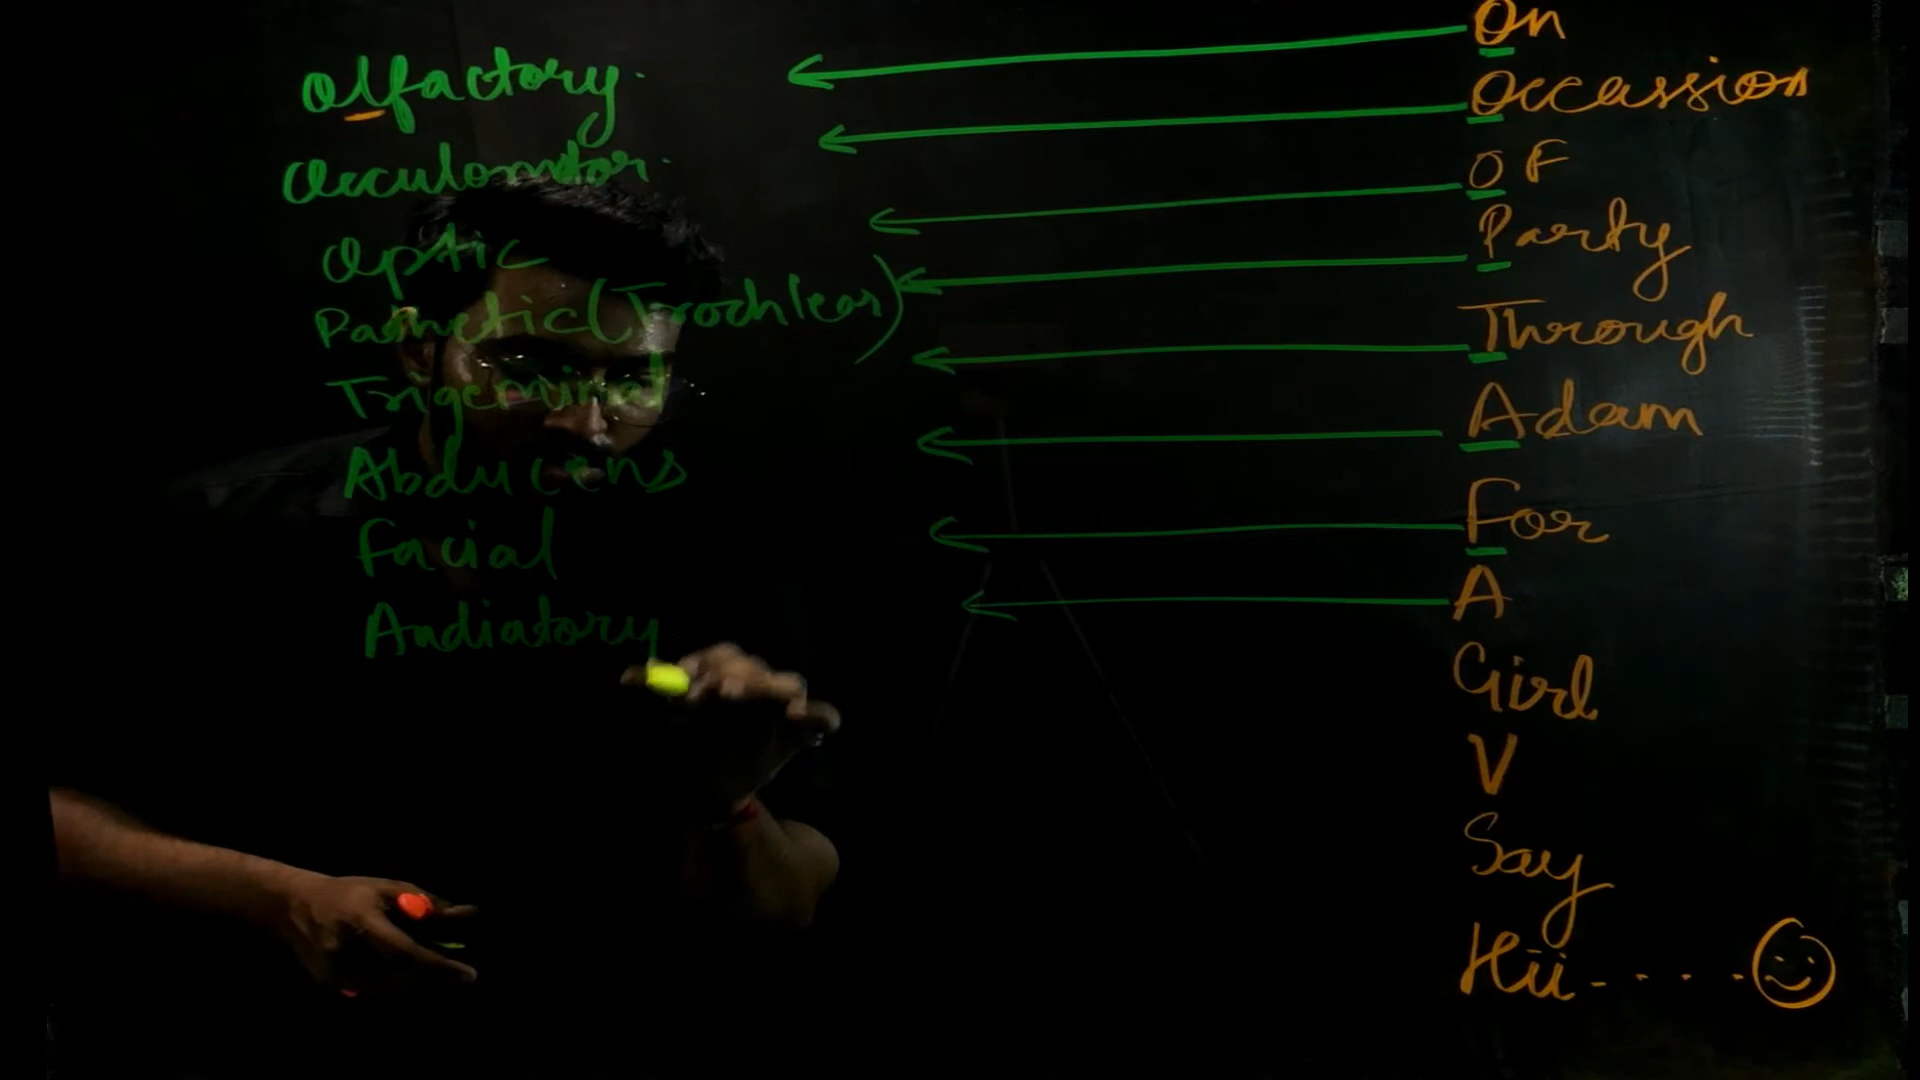 On
Olfactory.
Occassion
Occulomotor.
OF
Optic
Party
Pathetic (Trochlear)
Through
Trigeminal
Adam
Abducens
For
Facial
A
Audiatory
Girl
V
Say
Hii-....